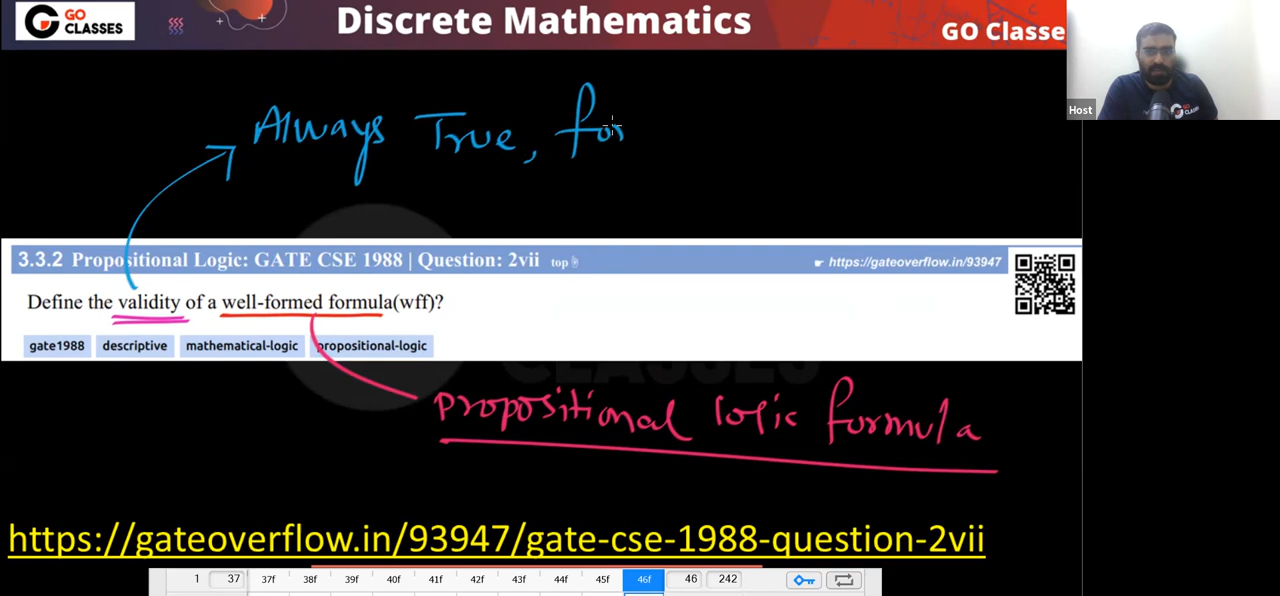 GO CLASSES
Discrete Mathematics
GO Classe
Host
Always True, for
3.3.2 Propositional Logic: GATE CSE 1988 | Question: 2vii top
https://gateoverflow.in/93947
Define the validity of a well-formed formula(wff)?
gate1988 descriptive mathematical-logic propositional-logic
propositional logic formula
https://gateoverflow.in/93947/gate-cse-1988-question-2vii
1 37 37f 38f 39f 40f 41f 42f 43f 44f 45f 46f 46 242